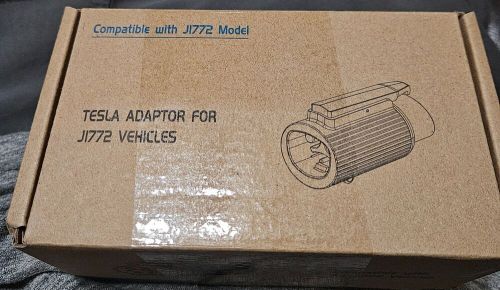 Compatible with J1772 Model
TESLA ADAPTOR FOR
J1772 VEHICLES